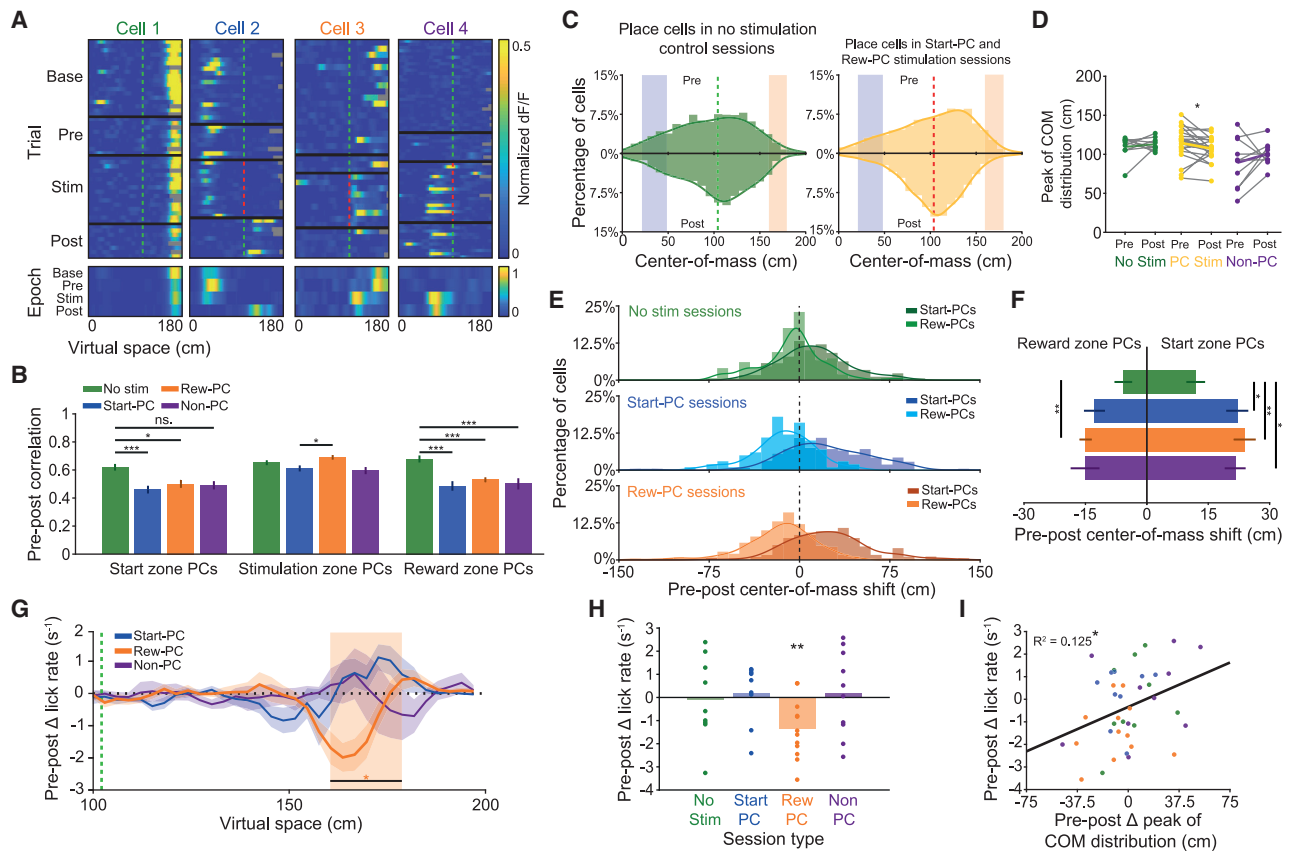 A
Cell 1
Cell 2
Cell 3
Cell 4
Trial
Base
Pre
Stim
Post
0.5
0
Normalized dF/F
Epoch
Base
Pre
Stim
Post
1
0
0 180
0 180
0 180
0 180
Virtual space (cm)
B
No stim
Rew-PC
Start-PC
Non-PC
Pre-post correlation
1
0.8
0.6
0.4
0.2
0
ns.
*
***
*
***
***
***
Start zone PCs
Stimulation zone PCs
Reward zone PCs
C
Place cells in no stimulation
control sessions
Place cells in Start-PC and
Rew-PC stimulation sessions
Percentage of cells
15%
7.5%
0%
7.5%
15%
Pre
Post
0 50 100 150 200
Center-of-mass (cm)
15%
7.5%
0%
7.5%
15%
Pre
Post
0 50 100 150 200
Center-of-mass (cm)
D
Peak of COM
distribution (cm)
200
150
100
50
0
*
Pre Post Pre Post Pre Post
No Stim PC Stim Non-PC
E
Percentage of cells
25%
12.5%
0%
No stim sessions
Start-PCs
Rew-PCs
25%
12.5%
0%
Start-PC sessions
Start-PCs
Rew-PCs
25%
12.5%
0%
Rew-PC sessions
Start-PCs
Rew-PCs
-150 -75 0 75 150
Pre-post center-of-mass shift (cm)
F
Reward zone PCs
Start zone PCs
**
*
**
*
-30 -15 0 15 30
Pre-post center-of-mass shift (cm)
G
Pre-post Δ lick rate (s⁻¹)
2
1
0
-1
-2
-3
Start-PC
Rew-PC
Non-PC
*
100 150 200
Virtual space (cm)
H
Pre-post Δ lick rate (s⁻¹)
3
2
1
0
-1
-2
-3
-4
**
No
Stim
Start
PC
Rew
PC
Non
PC
Session type
I
Pre-post Δ lick rate (s⁻¹)
3
2
1
0
-1
-2
-3
-4
R² = 0.125
*
-75 -37.5 0 37.5 75
Pre-post Δ peak of
COM distribution (cm)